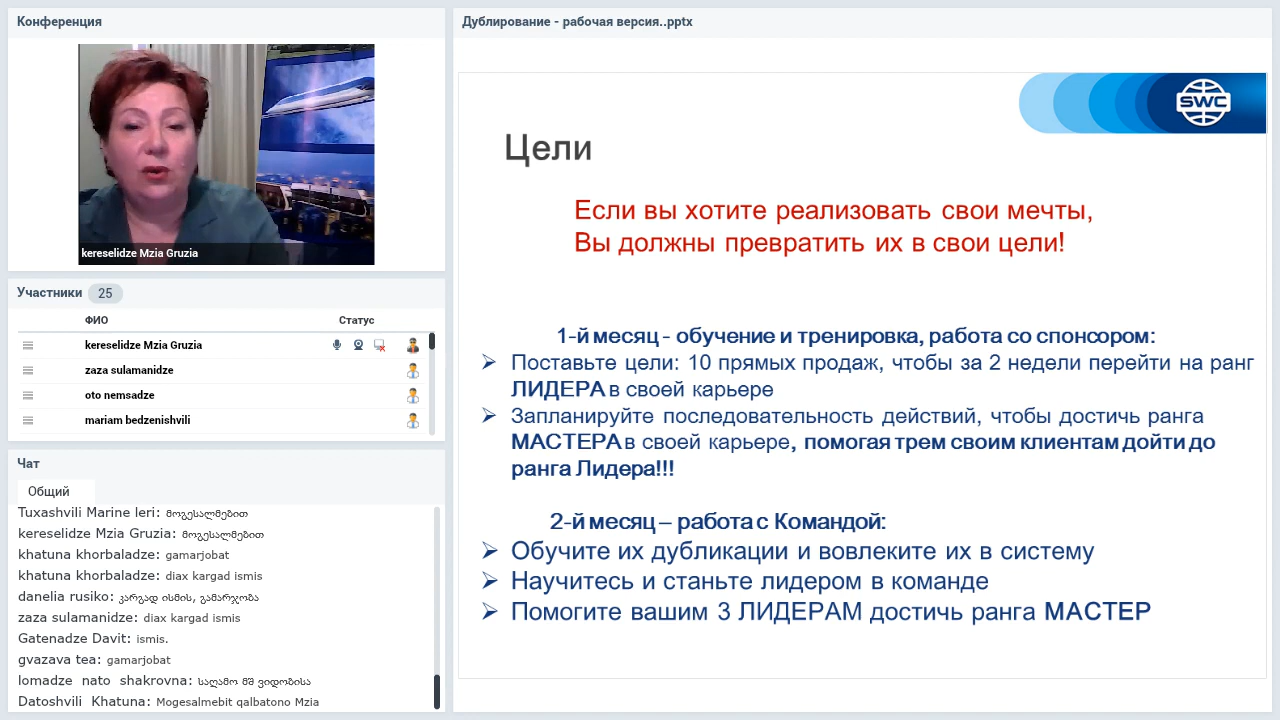 Конференция
kereselidze Mzia Gruzia
Участники 25
ФИО Статус
kereselidze Mzia Gruzia
zaza sulamanidze
oto nemsadze
mariam bedzenishvili
Чат
Общий
Tuxashvili Marine leri: მოგესალმებით
kereselidze Mzia Gruzia: მოგესალმებით
khatuna khorbaladze: gamarjobat
khatuna khorbaladze: diax kargad ismis
danelia rusiko: კარგად ისმის, გამარჯობა
zaza sulamanidze: diax kargad ismis
Gatenadze Davit: ismis.
gvazava tea: gamarjobat
lomadze nato shakrovna: საღამო მშ ვიდობისა
Datoshvili Khatuna: Mogesalmebit qalbatono Mzia
Дублирование - рабочая версия..pptx
SWC
Цели
Если вы хотите реализовать свои мечты,
Вы должны превратить их в свои цели!
1-й месяц - обучение и тренировка, работа со спонсором:
Поставьте цели: 10 прямых продаж, чтобы за 2 недели перейти на ранг
ЛИДЕРА в своей карьере
Запланируйте последовательность действий, чтобы достичь ранга
МАСТЕРА в своей карьере, помогая трем своим клиентам дойти до
ранга Лидера!!!
2-й месяц – работа с Командой:
Обучите их дубликации и вовлеките их в систему
Научитесь и станьте лидером в команде
Помогите вашим 3 ЛИДЕРАМ достичь ранга МАСТЕР